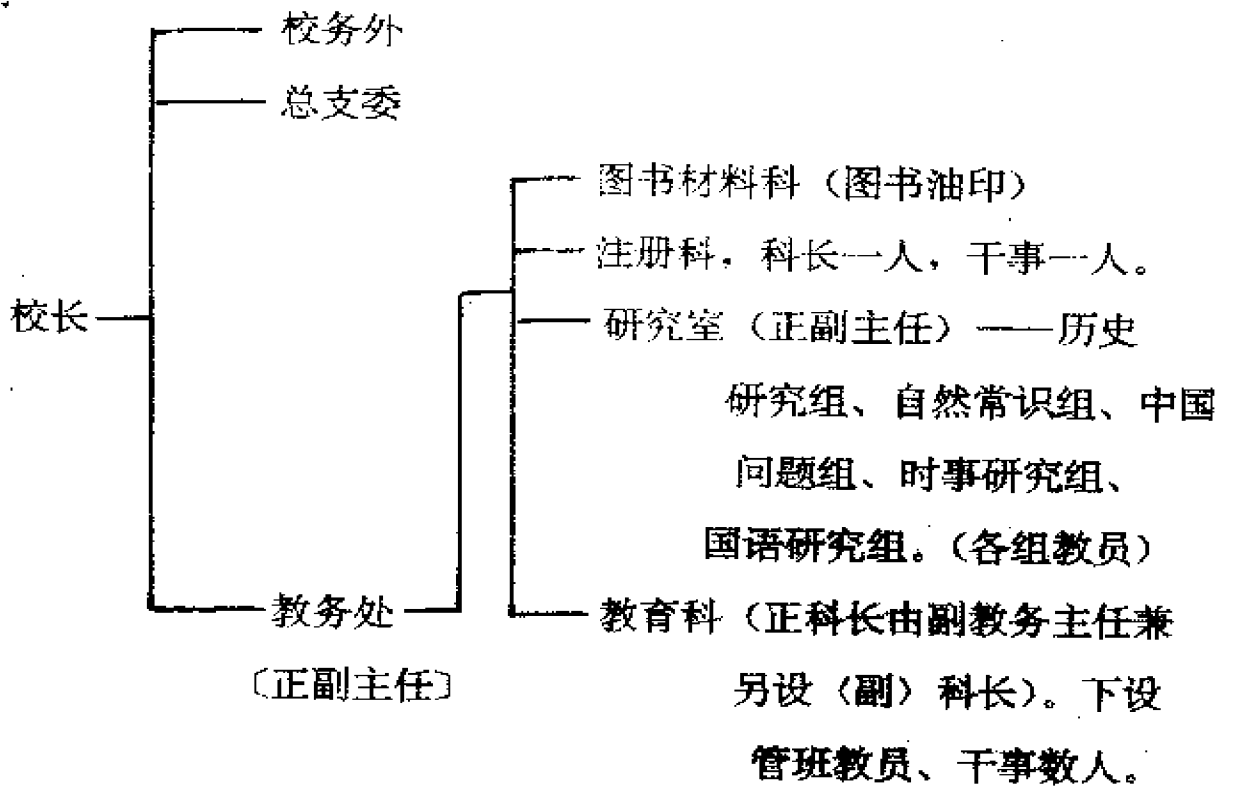 校务外
总支委
图书材料科（图书油印）
注册科，科长一人，干事一人。
校长
研究室（正副主任）——历史
研究组、自然常识组、中国
问题组、时事研究组、
国语研究组。（各组教员）
教务处
教育科（正科长由副教务主任兼
〔正副主任〕
另设（副）科长）。下设
管班教员、干事数人。